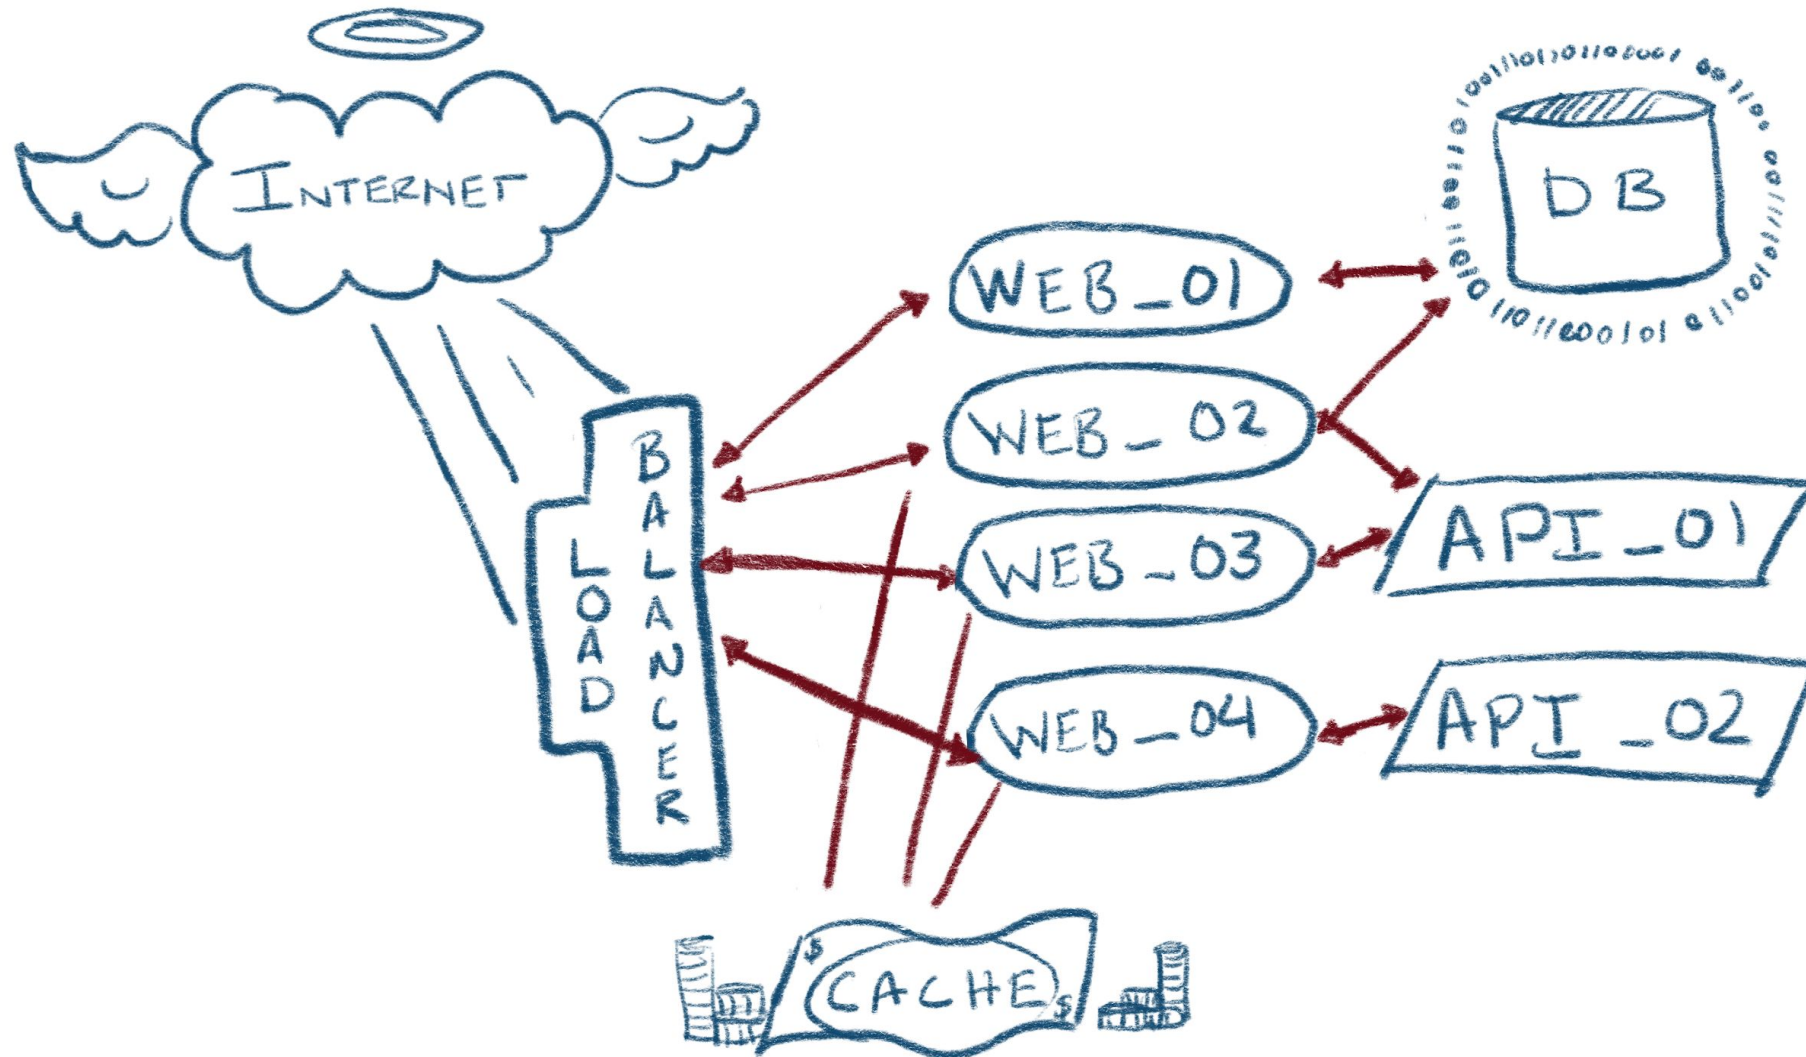 INTERNET
LOAD
BALANCER
WEB_01
WEB_02
WEB_03
WEB_04
DB
API_01
API_02
$
CACHE
$